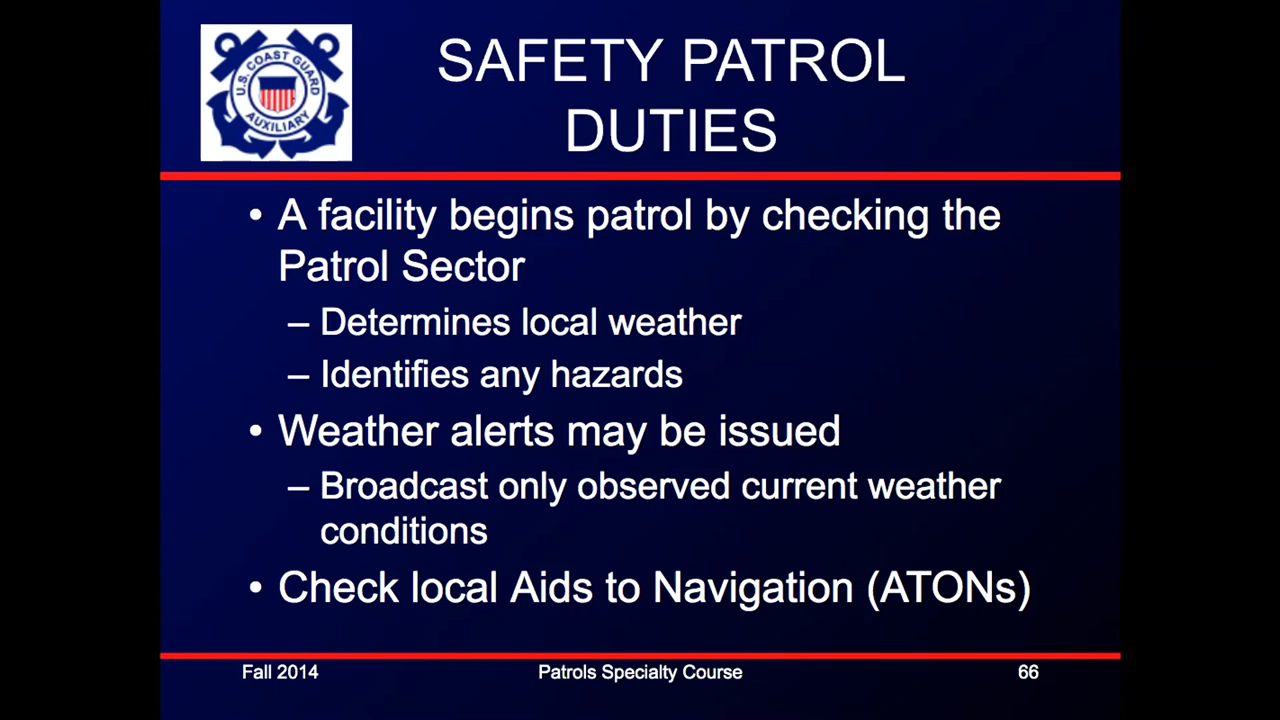 U.S. COAST GUARD
AUXILIARY
SAFETY PATROL
DUTIES
• A facility begins patrol by checking the
Patrol Sector
– Determines local weather
– Identifies any hazards
• Weather alerts may be issued
– Broadcast only observed current weather
conditions
• Check local Aids to Navigation (ATONs)
Fall 2014
Patrols Specialty Course
66